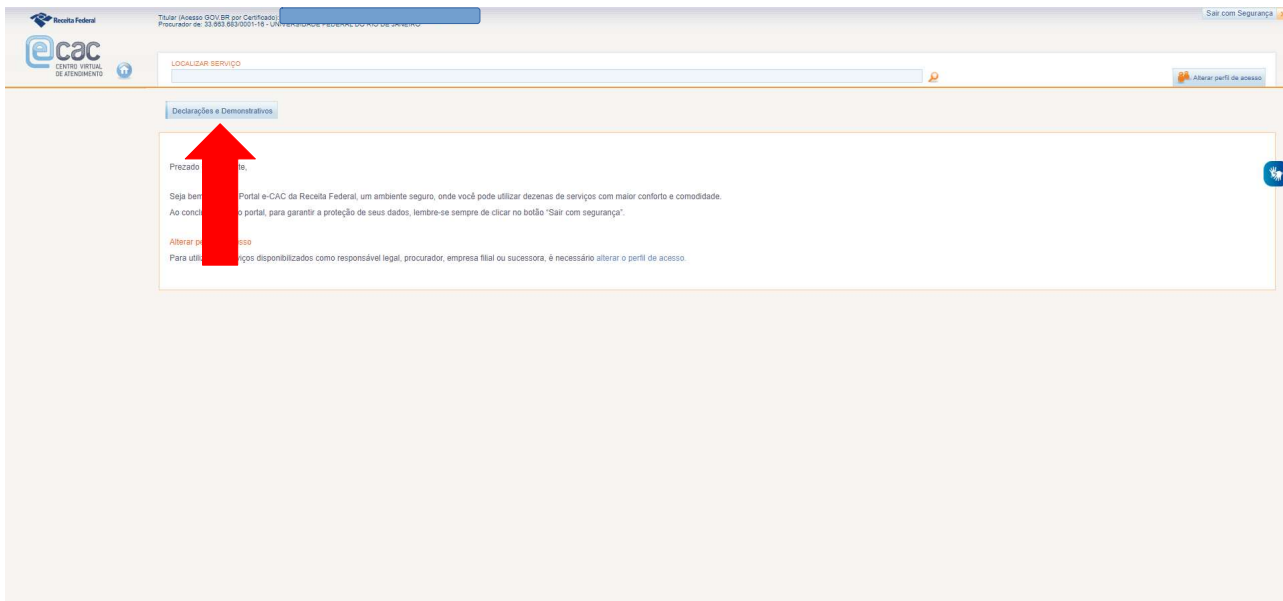 Receita Federal
Titular (Acesso GOV.BR por Certificado):
Procurador de: 33.663.683/0001-16 - UNIVERSIDADE FEDERAL DO RIO DE JANEIRO
Sair com Segurança
ecac
CENTRO VIRTUAL
DE ATENDIMENTO
LOCALIZAR SERVIÇO
Alterar perfil de acesso
Declarações e Demonstrativos
Prezado te,
Seja bem Portal e-CAC da Receita Federal, um ambiente seguro, onde você pode utilizar dezenas de serviços com maior conforto e comodidade.
Ao conclu o portal, para garantir a proteção de seus dados, lembre-se sempre de clicar no botão "Sair com segurança".
Alterar pe sso
Para utili viços disponibilizados como responsável legal, procurador, empresa filial ou sucessora, é necessário alterar o perfil de acesso.